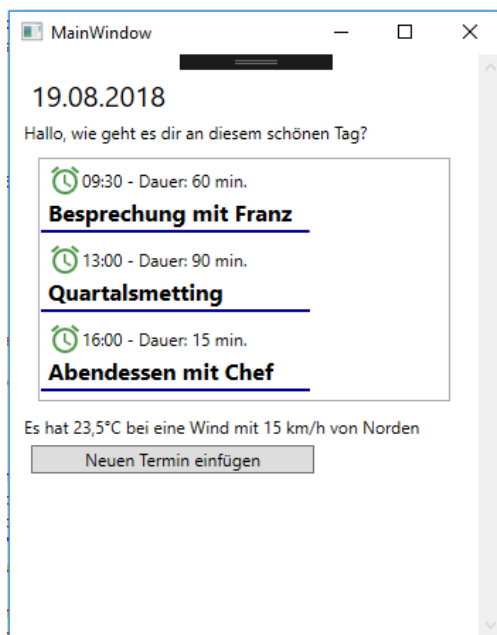 MainWindow
19.08.2018
Hallo, wie geht es dir an diesem schönen Tag?
09:30 - Dauer: 60 min.
Besprechung mit Franz
13:00 - Dauer: 90 min.
Quartalsmetting
16:00 - Dauer: 15 min.
Abendessen mit Chef
Es hat 23,5°C bei eine Wind mit 15 km/h von Norden
Neuen Termin einfügen